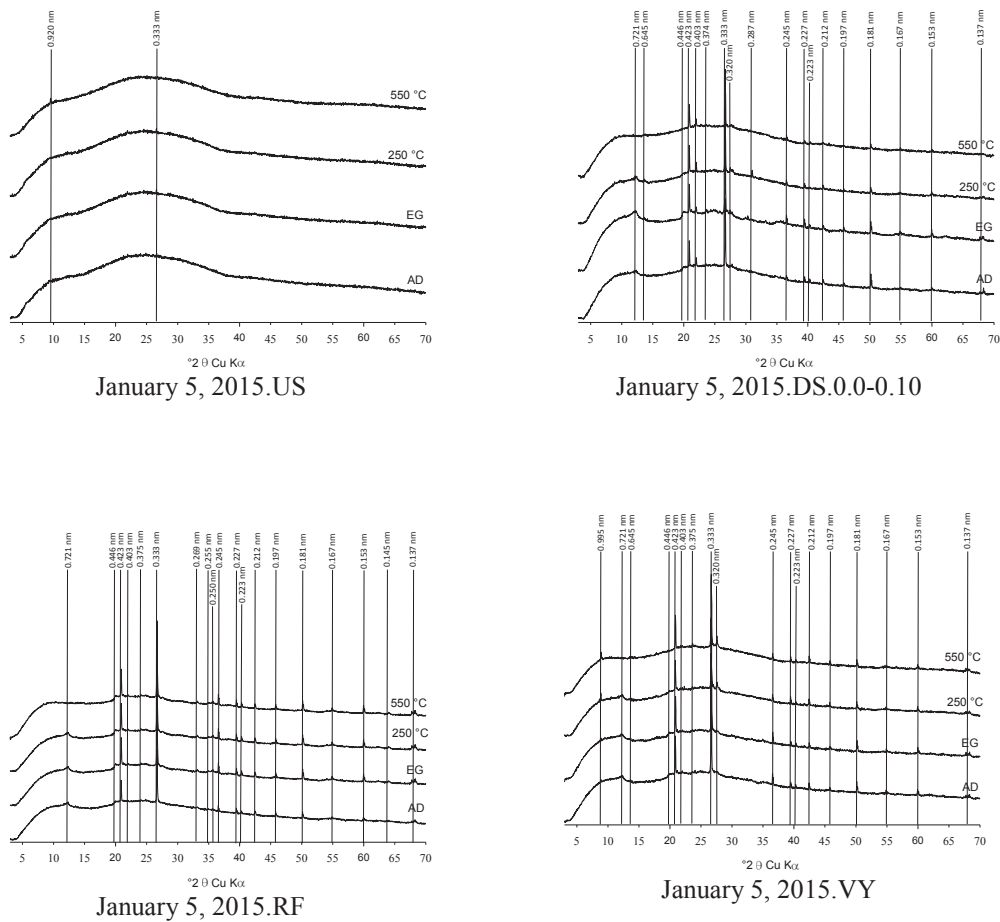 0.920 nm
0.333 nm
550 °C
250 °C
EG
AD
5 10 15 20 25 30 35 40 45 50 55 60 65 70
°2 θ Cu Kα
January 5, 2015.US
0.721 nm
0.645 nm
0.446 nm
0.423 nm
0.403 nm
0.374 nm
0.333 nm
0.320 nm
0.287 nm
0.245 nm
0.227 nm
0.223 nm
0.212 nm
0.197 nm
0.181 nm
0.167 nm
0.153 nm
0.137 nm
550 °C
250 °C
EG
AD
5 10 15 20 25 30 35 40 45 50 55 60 65 70
°2 θ Cu Kα
January 5, 2015.DS.0.0-0.10
0.721 nm
0.446 nm
0.423 nm
0.403 nm
0.375 nm
0.333 nm
0.269 nm
0.255 nm
0.250 nm
0.245 nm
0.227 nm
0.223 nm
0.212 nm
0.197 nm
0.181 nm
0.167 nm
0.153 nm
0.145 nm
0.137 nm
550 °C
250 °C
EG
AD
5 10 15 20 25 30 35 40 45 50 55 60 65 70
°2 θ Cu Kα
January 5, 2015.RF
0.995 nm
0.721 nm
0.645 nm
0.446 nm
0.423 nm
0.403 nm
0.375 nm
0.333 nm
0.320 nm
0.245 nm
0.227 nm
0.223 nm
0.212 nm
0.197 nm
0.181 nm
0.167 nm
0.153 nm
0.137 nm
550 °C
250 °C
EG
AD
5 10 15 20 25 30 35 40 45 50 55 60 65 70
°2 θ Cu Kα
January 5, 2015.VY